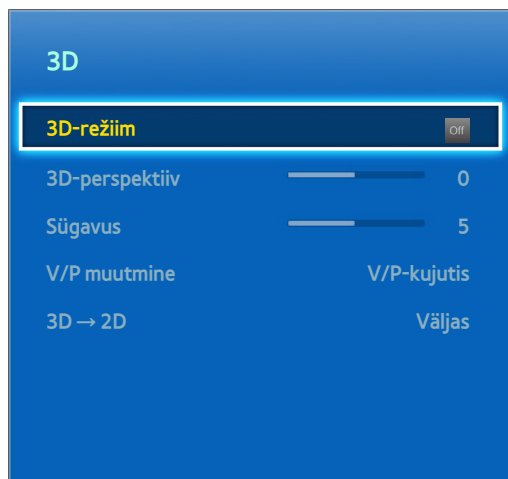 3D
3D-režiim Off
3D-perspektiiv 0
Sügavus 5
V/P muutmine V/P-kujutis
3D → 2D Väljas